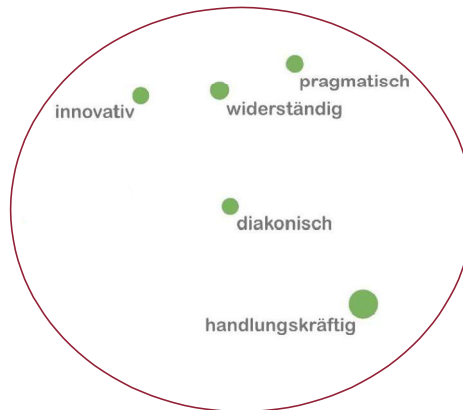 pragmatisch
innovativ
widerständig
diakonisch
handlungskräftig